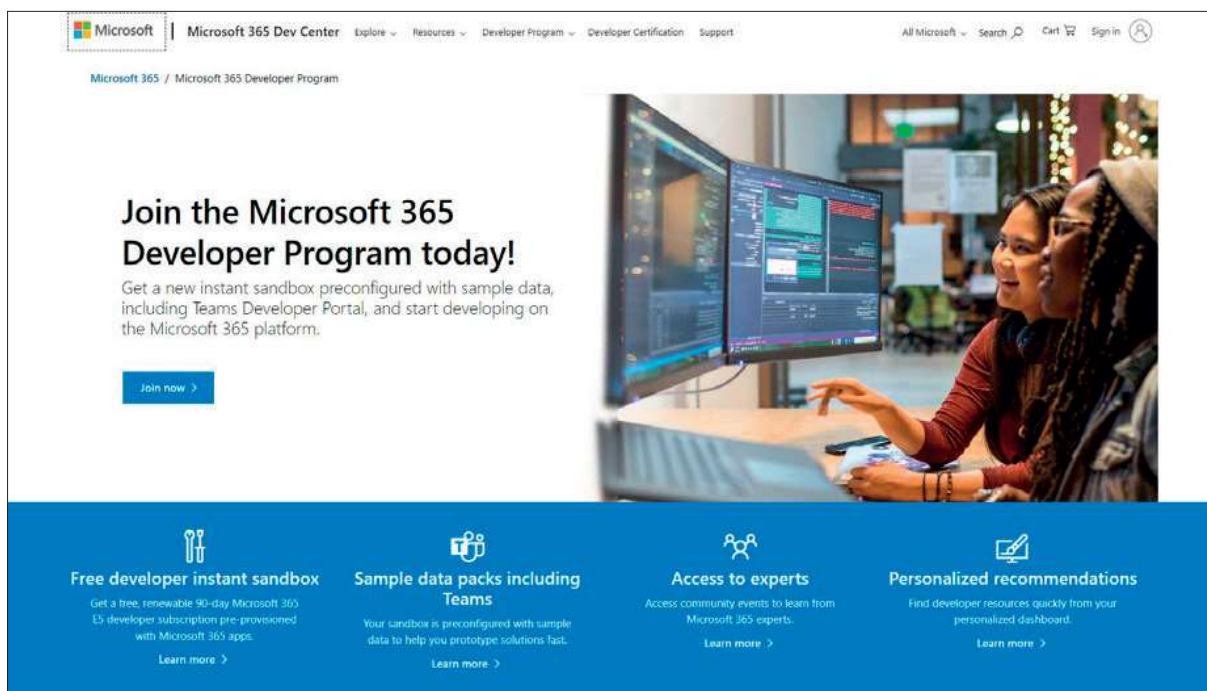 Microsoft | Microsoft 365 Dev Center Explore Resources Developer Program Developer Certification Support All Microsoft Search Cart Sign in
Microsoft 365 / Microsoft 365 Developer Program
Join the Microsoft 365
Developer Program today!
Get a new instant sandbox preconfigured with sample data,
including Teams Developer Portal, and start developing on
the Microsoft 365 platform.
Join now >
Free developer instant sandbox
Get a free, renewable 90-day Microsoft 365
E5 developer subscription pre-provisioned
with Microsoft 365 apps.
Learn more >
Sample data packs including
Teams
Your sandbox is preconfigured with sample
data to help you prototype solutions fast.
Learn more >
Access to experts
Access community events to learn from
Microsoft 365 experts.
Learn more >
Personalized recommendations
Find developer resources quickly from your
personalized dashboard.
Learn more >